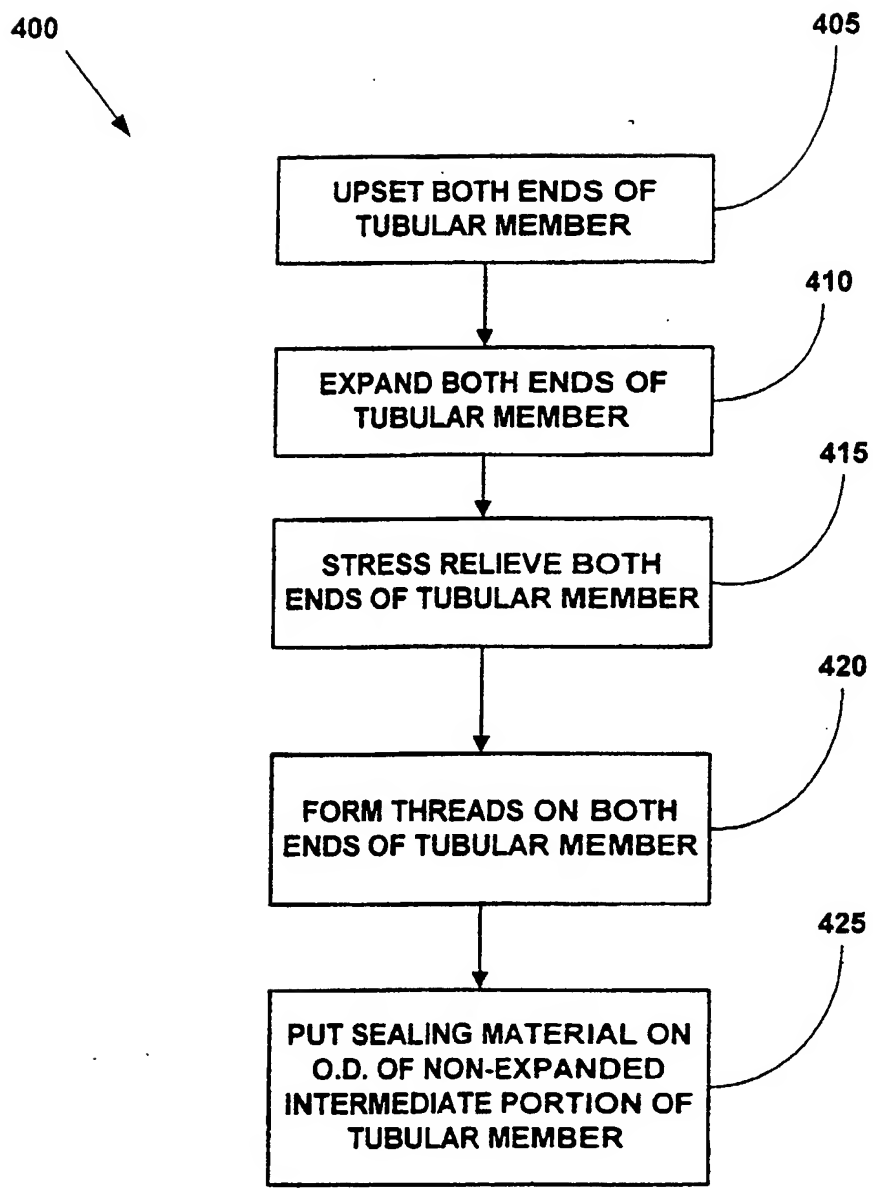 400
405
UPSET BOTH ENDS OF
TUBULAR MEMBER
410
EXPAND BOTH ENDS OF
TUBULAR MEMBER
415
STRESS RELIEVE BOTH
ENDS OF TUBULAR MEMBER
420
FORM THREADS ON BOTH
ENDS OF TUBULAR MEMBER
425
PUT SEALING MATERIAL ON
O.D. OF NON-EXPANDED
INTERMEDIATE PORTION OF
TUBULAR MEMBER